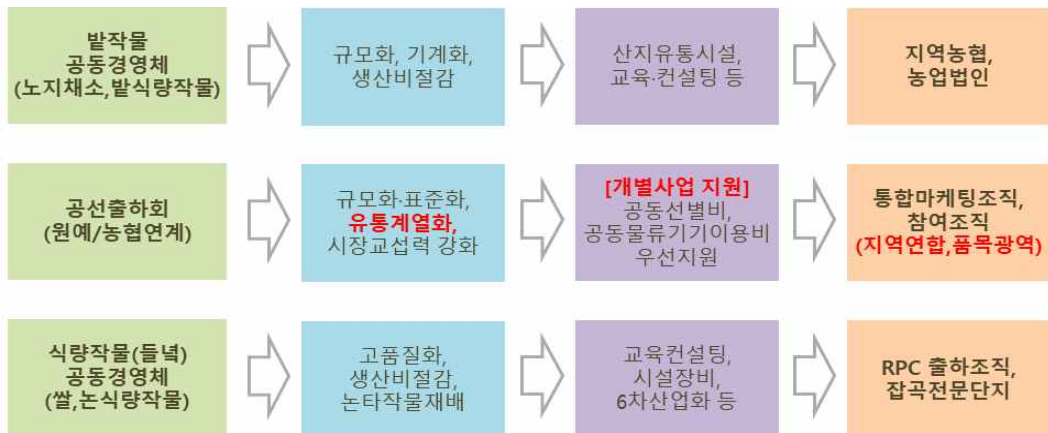 밭작물
공동경영체
(노지채소,밭식량작물)
규모화, 기계화,
생산비절감
산지유통시설,
교육·컨설팅 등
지역농협,
농업법인
공선출하회
(원예/농협연계)
규모화·표준화,
유통계열화,
시장교섭력 강화
[개별사업 지원]
공동선별비,
공동물류기기이용비
우선지원
통합마케팅조직,
참여조직
(지역연합,품목광역)
식량작물(들녘)
공동경영체
(쌀,논식량작물)
고품질화,
생산비절감,
논타작물재배
교육컨설팅,
시설장비,
6차산업화 등
RPC 출하조직,
잡곡전문단지